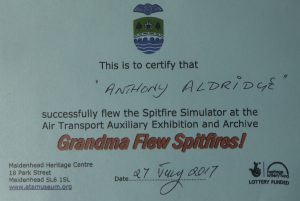 This is to certify that
"ANTHONY ALDRIDGE"
successfully flew the Spitfire Simulator at the
Air Transport Auxiliary Exhibition and Archive
Grandma Flew Spitfires!
Maidenhead Heritage Centre
18 Park Street
Maidenhead SL6 1SL
www.atamuseum.org
Date 27 2017
LOTTERY FUNDED